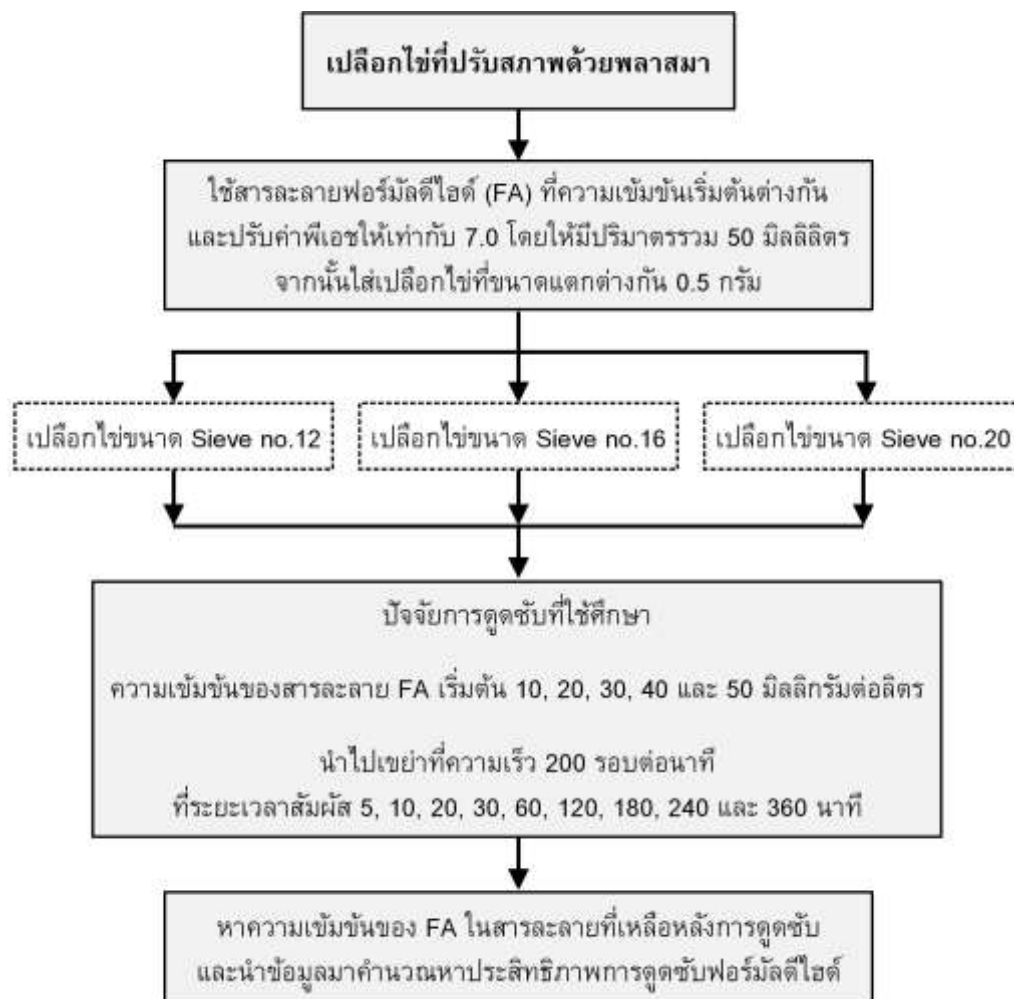 เปลือกไข่ที่ปรับสภาพด้วยพลาสมา
ใช้สารละลายฟอร์มัลดีไฮด์ (FA) ที่ความเข้มข้นเริ่มต้นต่างกัน
และปรับค่าพีเอชให้เท่ากับ 7.0 โดยให้มีปริมาตรรวม 50 มิลลิลิตร
จากนั้นใส่เปลือกไข่ที่ขนาดแตกต่างกัน 0.5 กรัม
เปลือกไข่ขนาด Sieve no.12
เปลือกไข่ขนาด Sieve no.16
เปลือกไข่ขนาด Sieve no.20
ปัจจัยการดูดซับที่ใช้ศึกษา
ความเข้มข้นของสารละลาย FA เริ่มต้น 10, 20, 30, 40 และ 50 มิลลิกรัมต่อลิตร
นำไปเขย่าที่ความเร็ว 200 รอบต่อนาที
ที่ระยะเวลาสัมผัส 5, 10, 20, 30, 60, 120, 180, 240 และ 360 นาที
หาความเข้มข้นของ FA ในสารละลายที่เหลือหลังการดูดซับ
และนำข้อมูลมาคำนวณหาประสิทธิภาพการดูดซับฟอร์มัลดีไฮด์